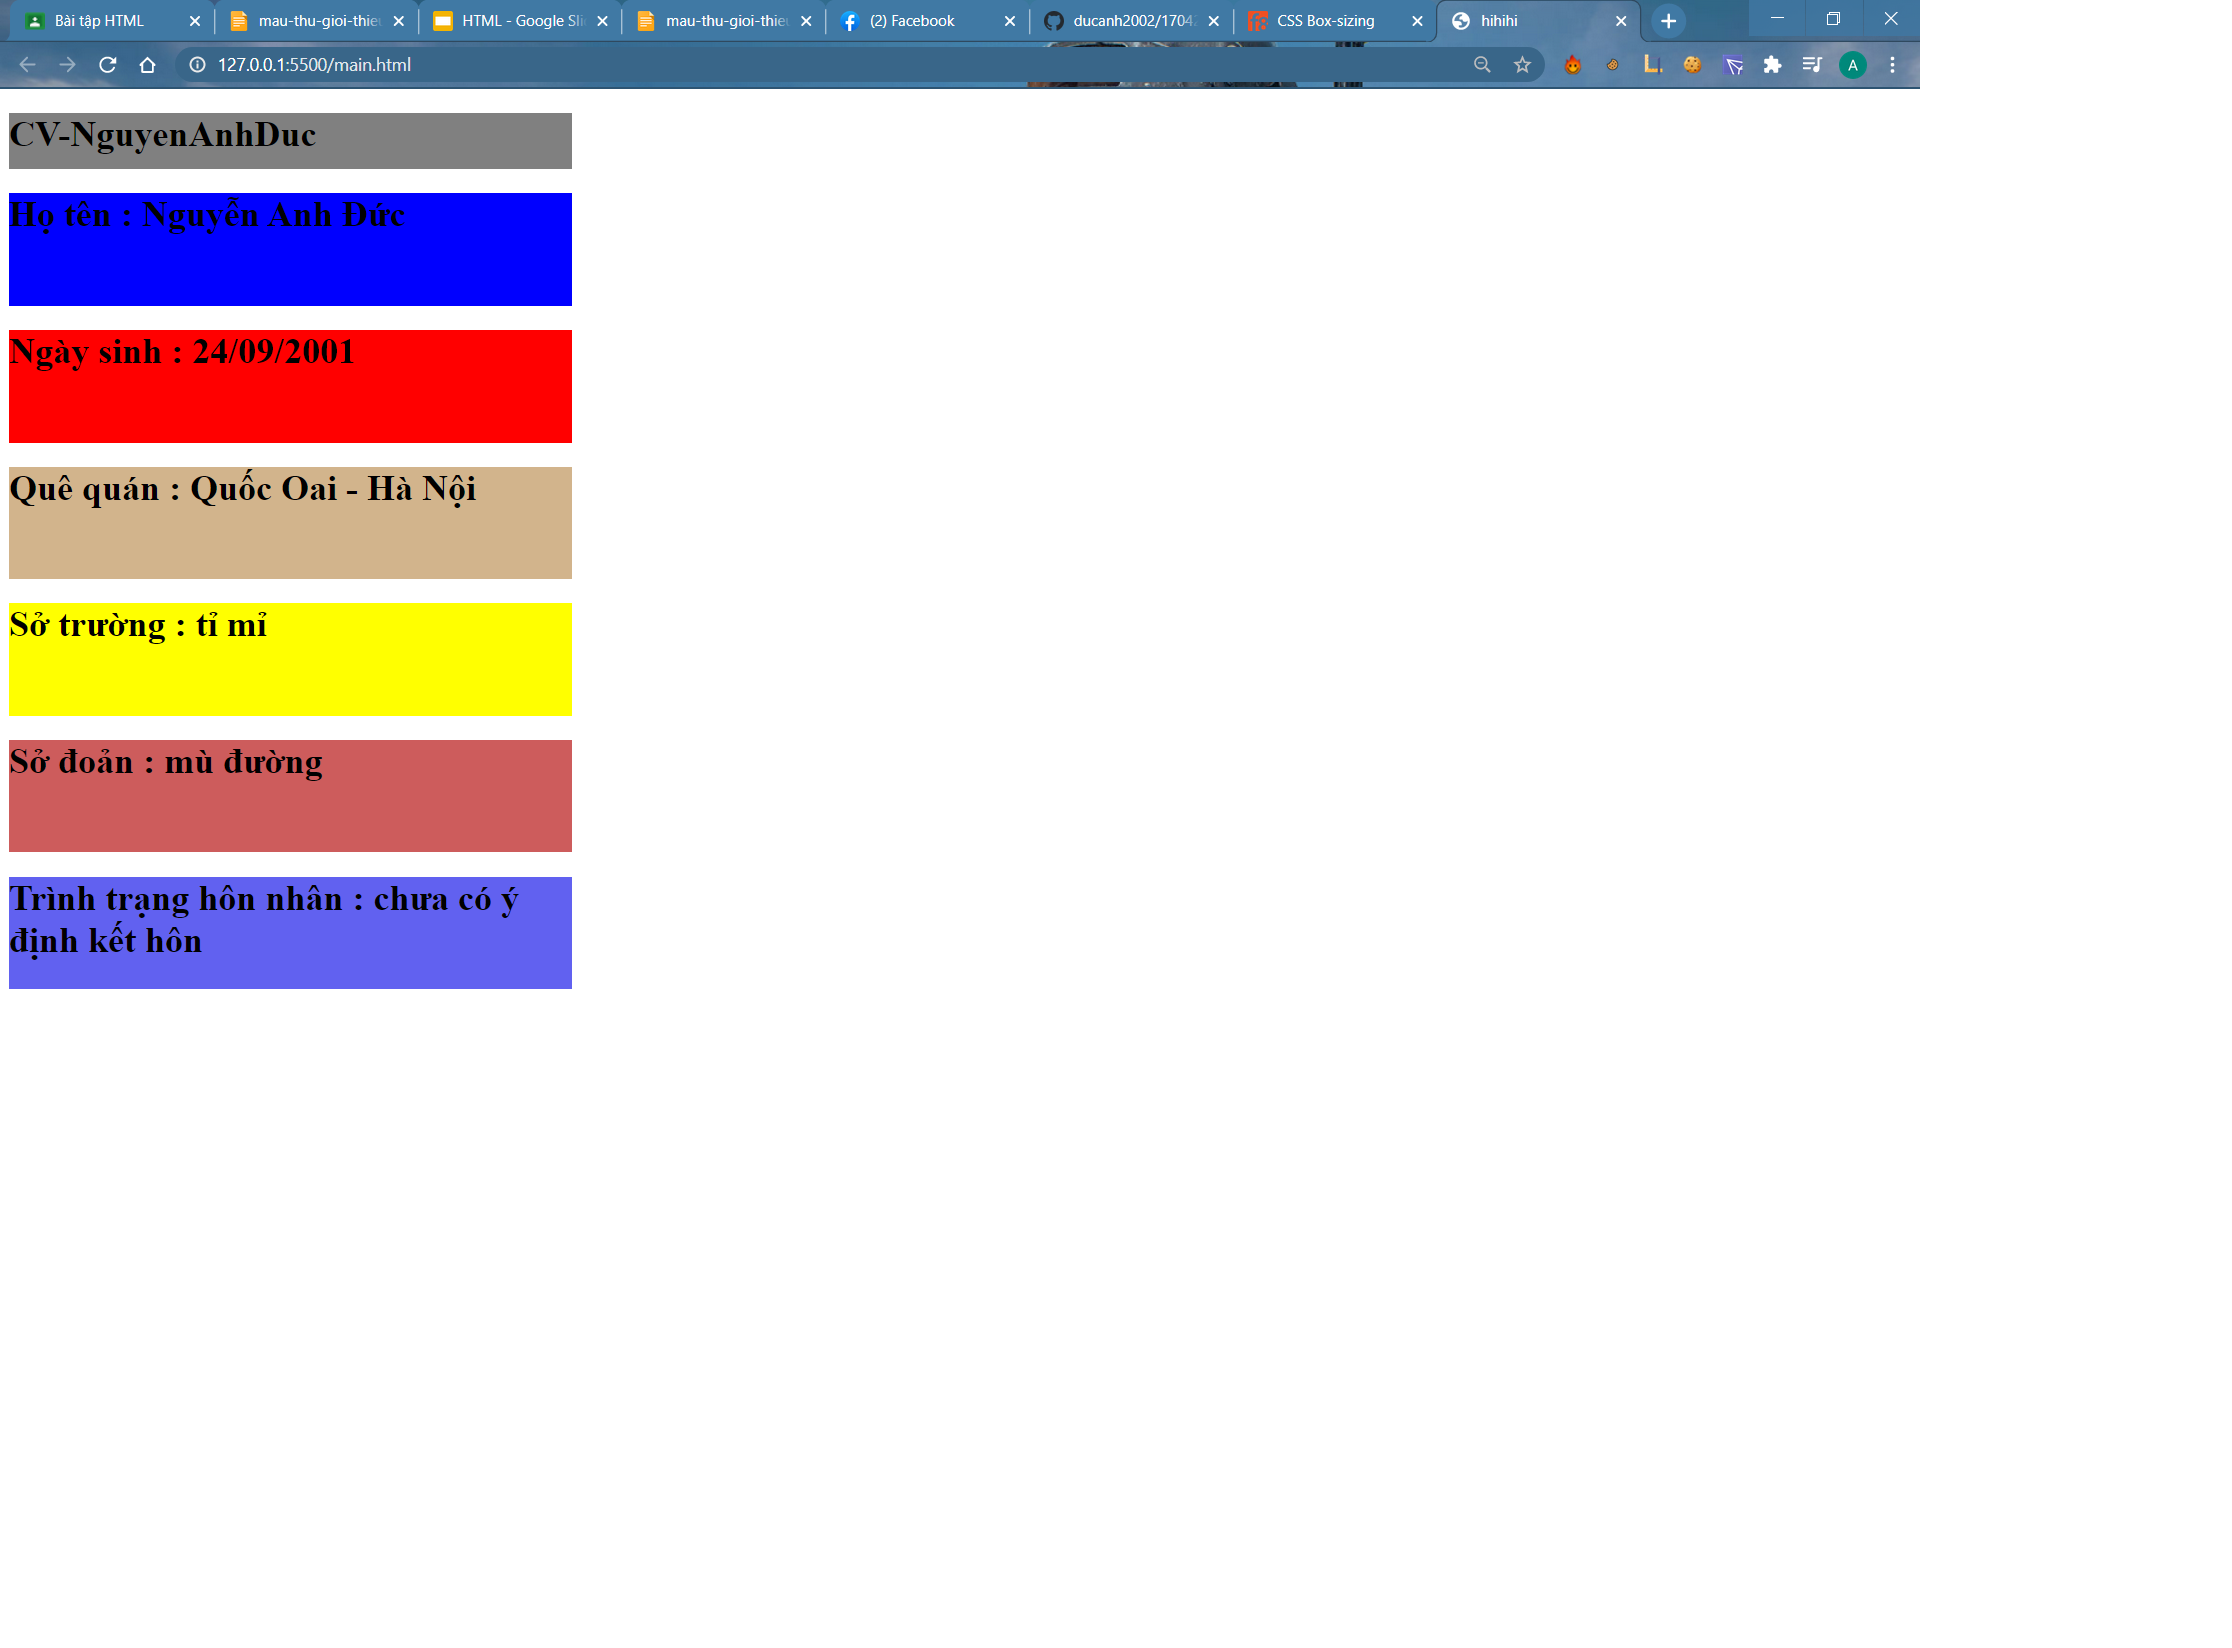 Bài tập HTML
mau-thu-gioi-thieu
HTML - Google Sli
mau-thu-gioi-thieu
(2) Facebook
ducanh2002/1704
CSS Box-sizing
hihihi
127.0.0.1:5500/main.html
A
CV-NguyenAnhDuc
Họ tên : Nguyễn Anh Dức
Ngày sinh : 24/09/2001
Quê quán : Quốc Oai - Hà Nội
Sở trường : tỉ mỉ
Sở đoản : mù đường
Trình trạng hôn nhân : chưa có ý
định kết hôn